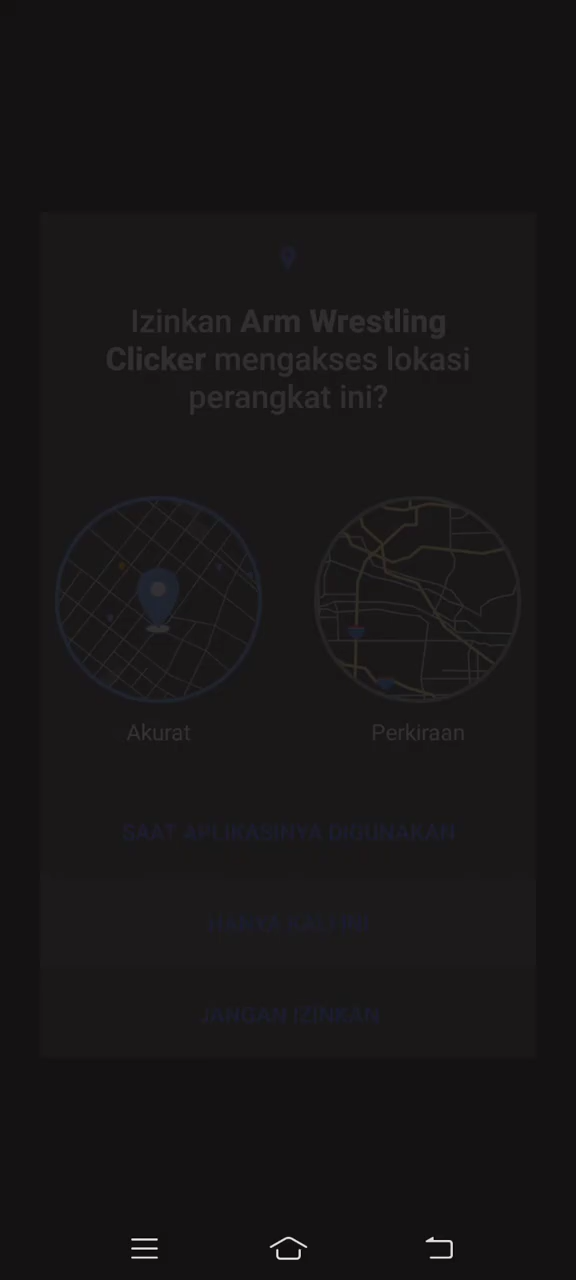 Izinkan Arm Wrestling
Clicker mengakses lokasi
perangkat ini?
Akurat
Perkiraan
SAAT APLIKASINYA DIGUNAKAN
HANYA KALI INI
JANGAN IZINKAN